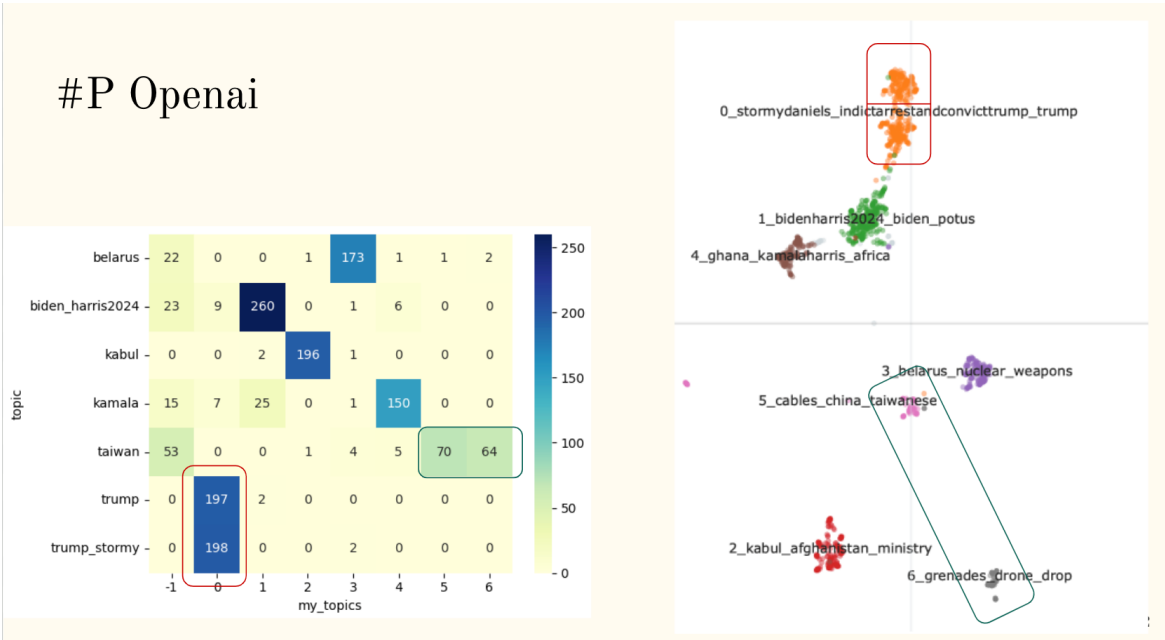 #P Openai
0_stormydaniels_indictarrestandconvicttrump_trump
1_bidenharris2024_biden_potus
4_ghana_kamalaharris_africa
3_belarus_nuclear_weapons
5_cables_china_taiwanese
2_kabul_afghanistan_ministry
6_grenades_drone_drop
topic
belarus 22 0 0 1 173 1 1 2
biden_harris2024 23 9 260 0 1 6 0 0
kabul 0 0 2 196 1 0 0 0
kamala 15 7 25 0 1 150 0 0
taiwan 53 0 0 1 4 5 70 64
trump 0 197 2 0 0 0 0 0
trump_stormy 0 198 0 0 2 0 0 0
-1 0 1 2 3 4 5 6
my_topics
250
200
150
100
50
0